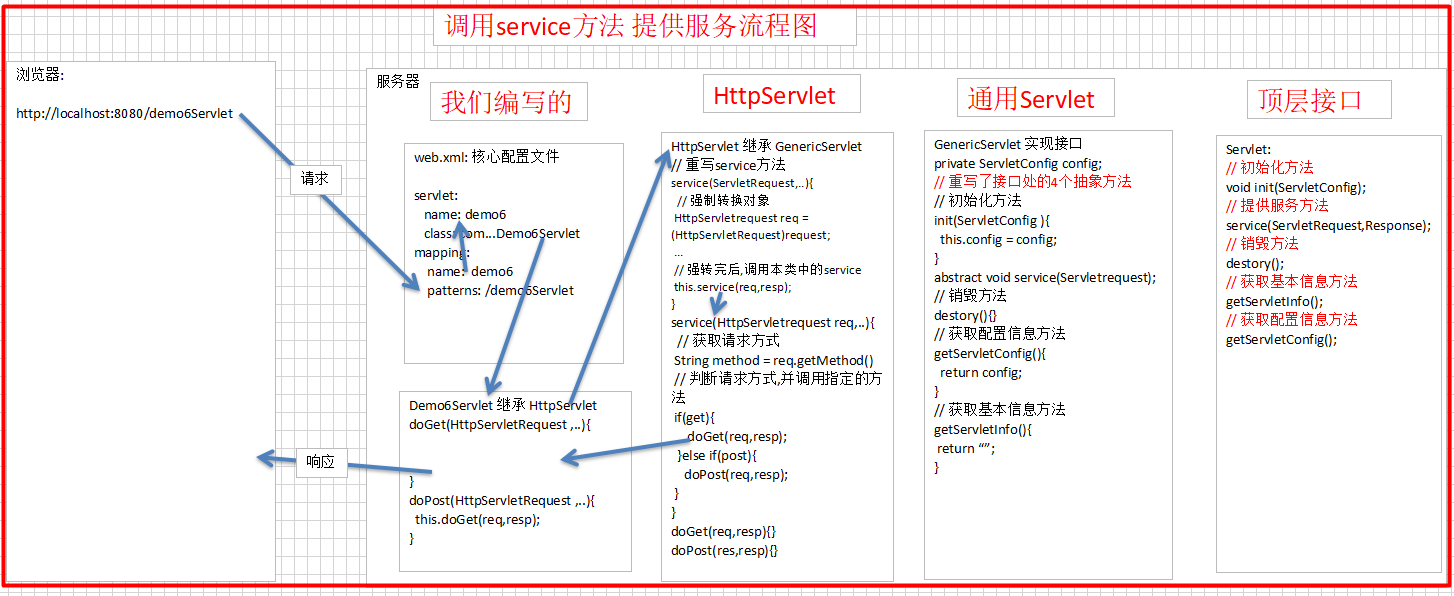 调用service方法 提供服务流程图
浏览器:
http://localhost:8080/demo6Servlet
请求
响应
服务器
我们编写的
web.xml: 核心配置文件
servlet:
name: demo6
class: com...Demo6Servlet
mapping:
name: demo6
patterns: /demo6Servlet
Demo6Servlet 继承 HttpServlet
doGet(HttpServletRequest ,..){
}
doPost(HttpServletRequest ,..){
this.doGet(req,resp);
}
HttpServlet
HttpServlet 继承 GenericServlet
// 重写service方法
service(ServletRequest,..){
// 强制转换对象
HttpServletrequest req =
(HttpServletRequest)request;
...
// 强转完后,调用本类中的service
this.service(req,resp);
}
service(HttpServletrequest req,..){
// 获取请求方式
String method = req.getMethod()
// 判断请求方式,并调用指定的方
法
if(get){
doGet(req,resp);
}else if(post){
doPost(req,resp);
}
}
doGet(req,resp){}
doPost(res,resp){}
通用Servlet
GenericServlet 实现接口
private ServletConfig config;
// 重写了接口处的4个抽象方法
// 初始化方法
init(ServletConfig ){
this.config = config;
}
abstract void service(Servletrequest);
// 销毁方法
destory(){}
// 获取配置信息方法
getServletConfig(){
return config;
}
// 获取基本信息方法
getServletInfo(){
return “”;
}
顶层接口
Servlet:
// 初始化方法
void init(ServletConfig);
// 提供服务方法
service(ServletRequest,Response);
// 销毁方法
destory();
// 获取基本信息方法
getServletInfo();
// 获取配置信息方法
getServletConfig();